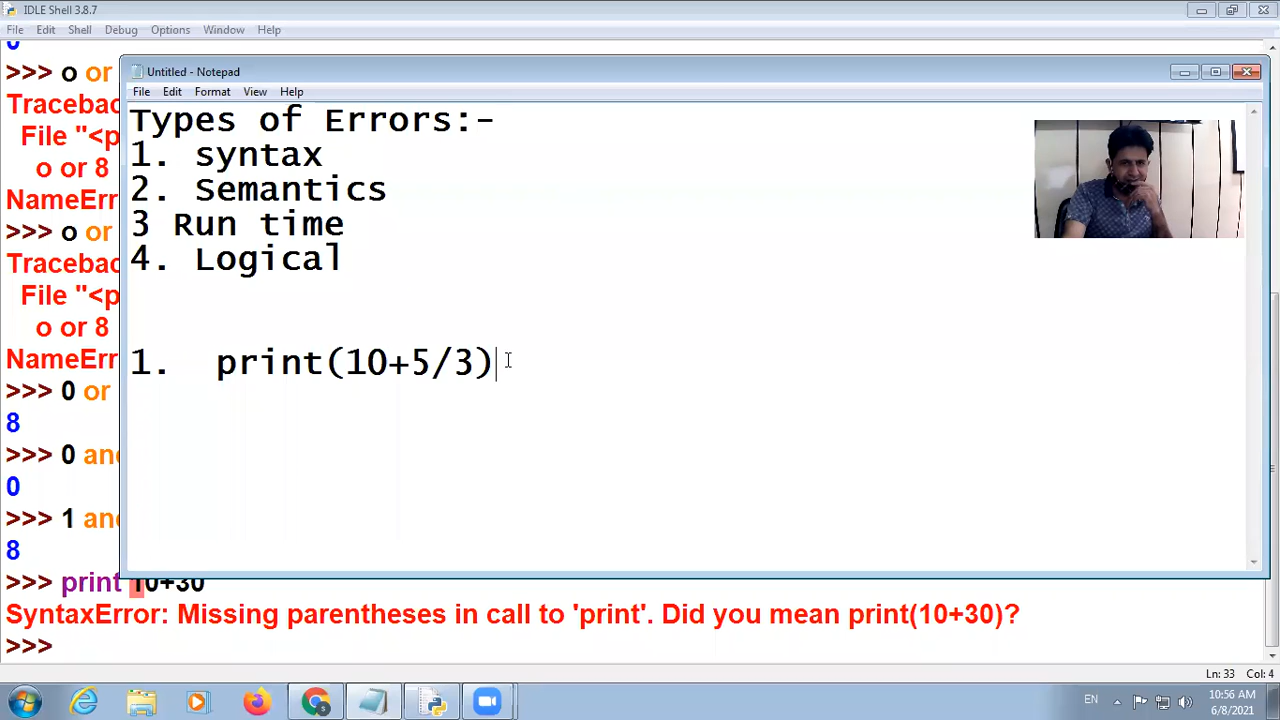 IDLE Shell 3.8.7
File Edit Shell Debug Options Window Help
>>> o or
Untitled - Notepad
File Edit Format View Help
Types of Errors:-
1. syntax
2. Semantics
3 Run time
4. Logical
1. print(10+5/3)
Traceba
File "<p
o or 8
NameErr
>>> o or
Traceba
File "<p
o or 8
NameErr
>>> 0 or
8
>>> 0 and
0
>>> 1 and
8
>>> print 10+30
SyntaxError: Missing parentheses in call to 'print'. Did you mean print(10+30)?
>>>
Ln: 33 Col: 4
EN
10:56 AM
6/8/2021